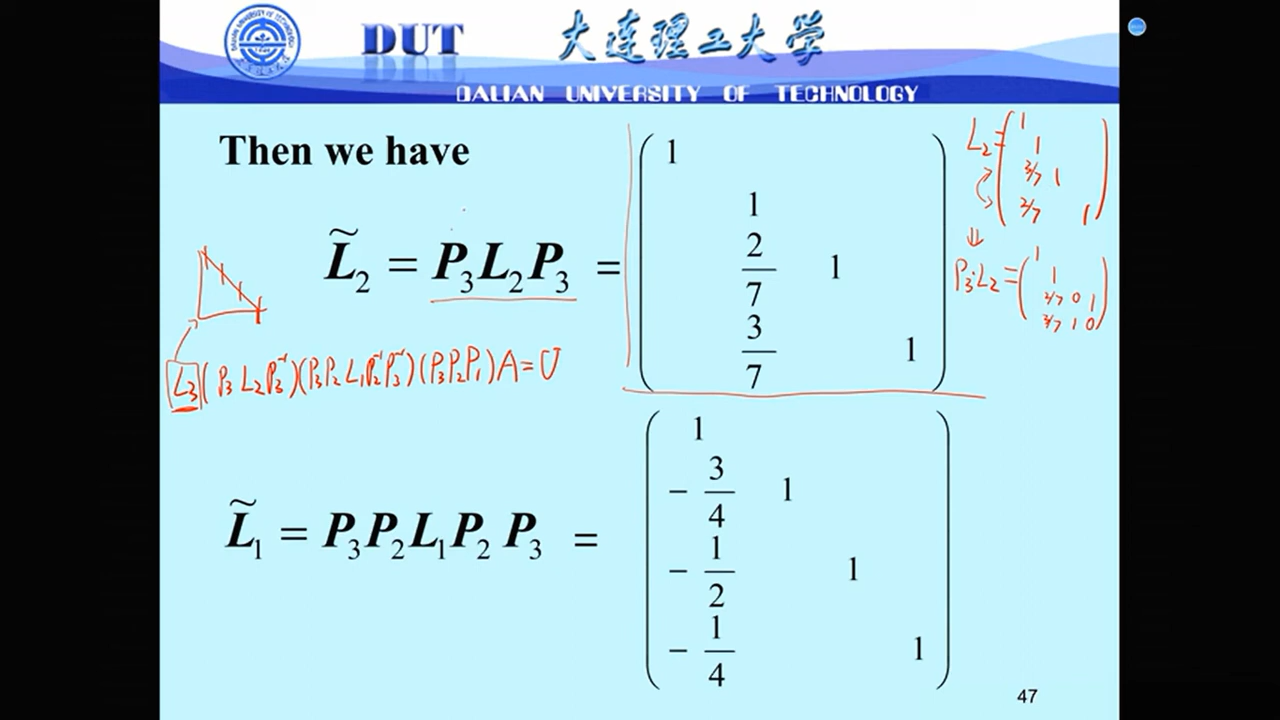 DUT 大连理工大学
DALIAN UNIVERSITY OF TECHNOLOGY
Then we have
L̃₂ = P₃L₂P₃ =
1
1
2/7 1
3/7 1
L₂ = ( 1
1
3/7 1
2/7 1 )
⇓
P₃·L₂ = ( 1
1
2/7 0 1
3/7 1 0 )
L₃(P₃L₂P₃⁻¹)(P₃P₂L₁P₂⁻¹P₃⁻¹)(P₃P₂P₁)A=U
L̃₁ = P₃P₂L₁P₂P₃ =
1
-3/4 1
-1/2 1
-1/4 1
47